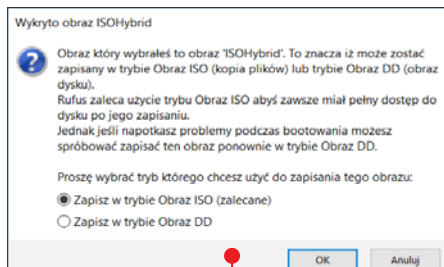 Wykryto obraz ISOHybrid
Obraz który wybrałeś to obraz 'ISOHybrid'. To znacza iż może zostać
zapisany w trybie Obraz ISO (kopia plików) lub trybie Obraz DD (obraz
dysku).
Rufus zaleca użycie trybu Obraz ISO abyś zawsze miał pełny dostęp do
dysku po jego zapisaniu.
Jednak jeśli napotkasz problemy podczas bootowania możesz
spróbować zapisać ten obraz ponownie w trybie Obraz DD.
Proszę wybrać tryb którego chcesz użyć do zapisania tego obrazu:
Zapisz w trybie Obraz ISO (zalecane)
Zapisz w trybie Obraz DD
OK Anuluj